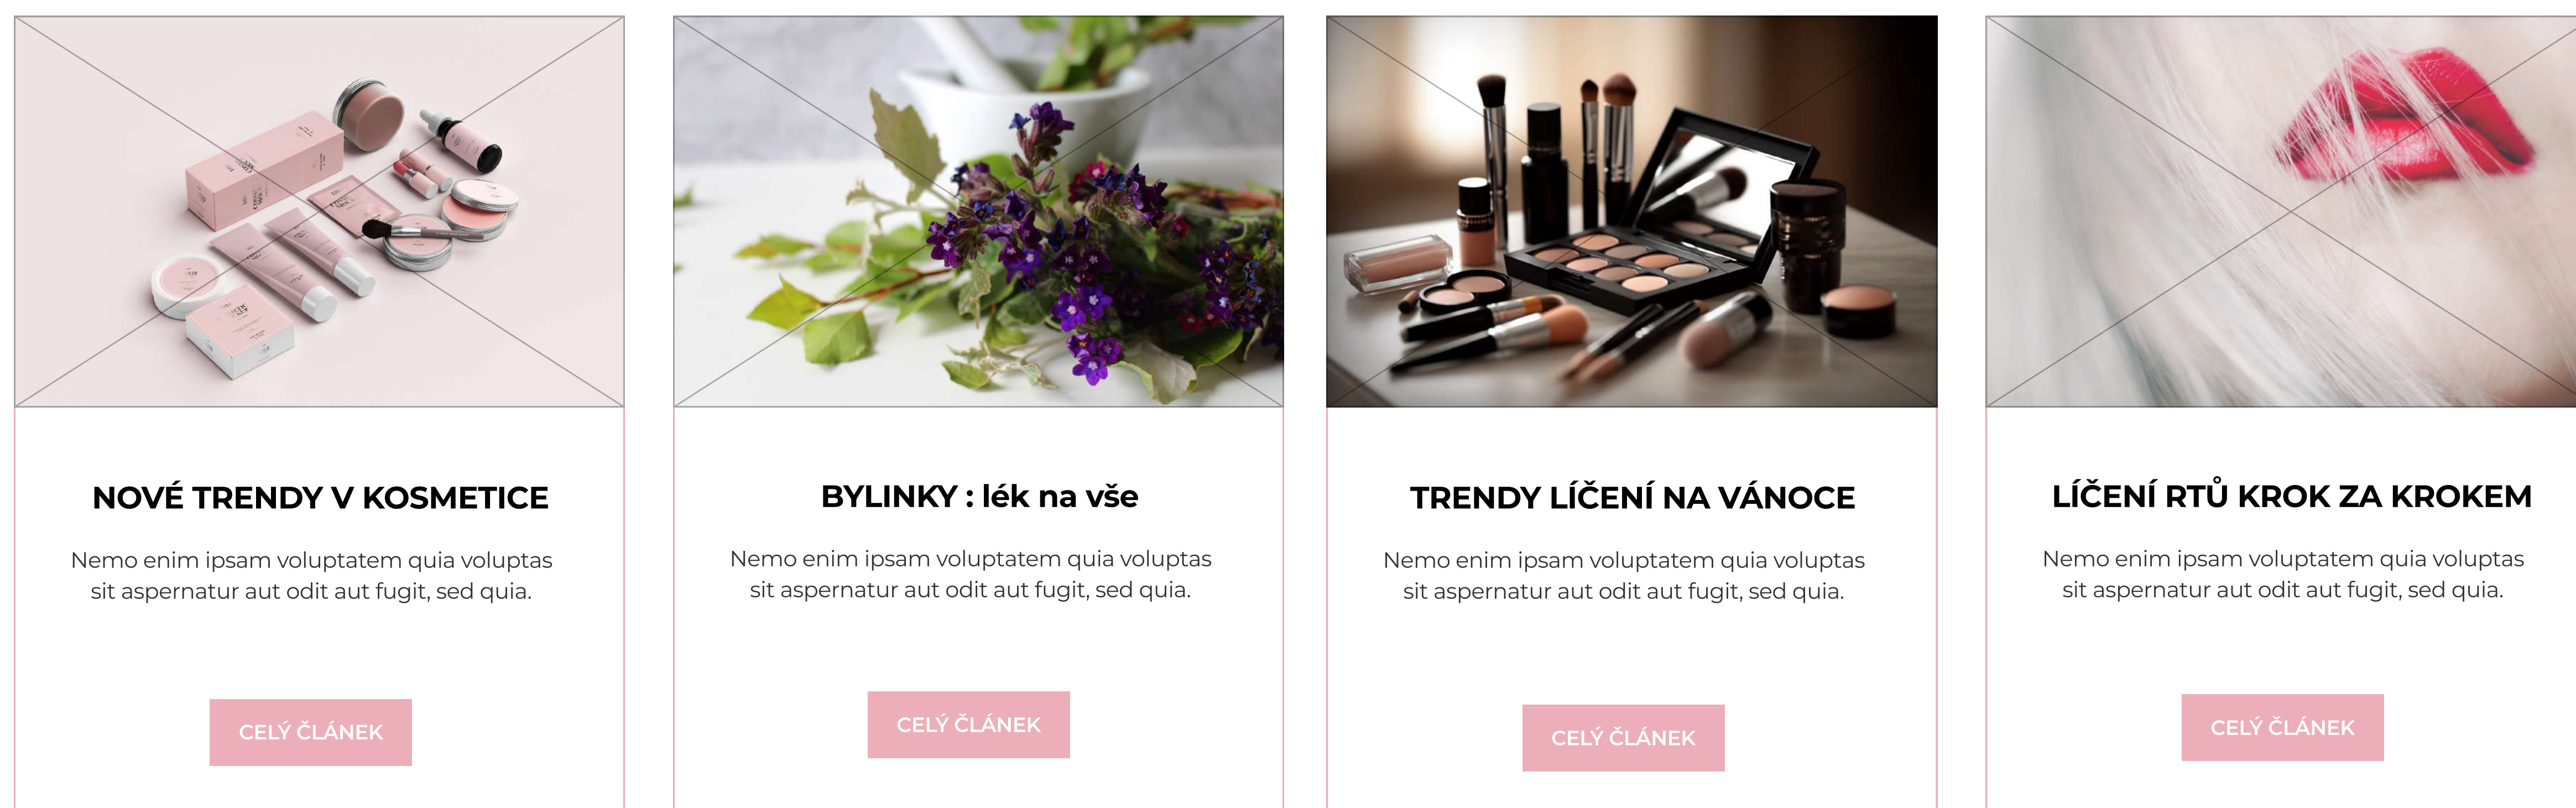 NOVÉ TRENDY V KOSMETICE
Nemo enim ipsam voluptatem quia voluptas
sit aspernatur aut odit aut fugit, sed quia.
CELÝ ČLÁNEK
BYLINKY : lék na vše
Nemo enim ipsam voluptatem quia voluptas
sit aspernatur aut odit aut fugit, sed quia.
CELÝ ČLÁNEK
TRENDY LÍČENÍ NA VÁNOCE
Nemo enim ipsam voluptatem quia voluptas
sit aspernatur aut odit aut fugit, sed quia.
CELÝ ČLÁNEK
LÍČENÍ RTŮ KROK ZA KROKEM
Nemo enim ipsam voluptatem quia voluptas
sit aspernatur aut odit aut fugit, sed quia.
CELÝ ČLÁNEK